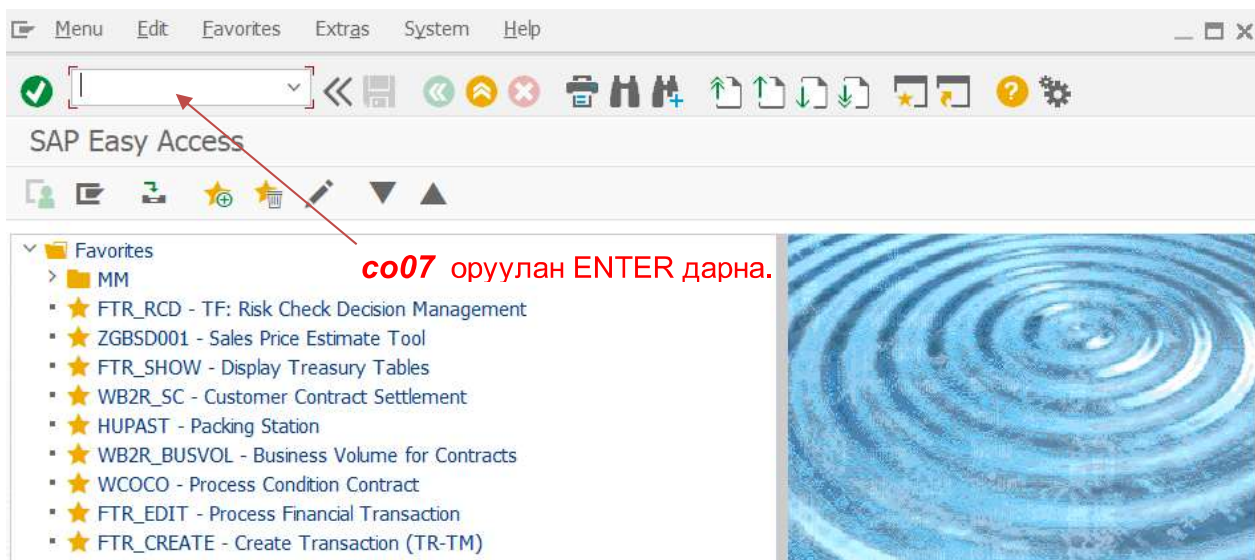 Menu Edit Favorites Extras System Help
SAP Easy Access
Favorites
MM
co07 оруулан ENTER дарна.
FTR_RCD - TF: Risk Check Decision Management
ZGBSD001 - Sales Price Estimate Tool
FTR_SHOW - Display Treasury Tables
WB2R_SC - Customer Contract Settlement
HUPAST - Packing Station
WB2R_BUSVOL - Business Volume for Contracts
WCOCO - Process Condition Contract
FTR_EDIT - Process Financial Transaction
FTR_CREATE - Create Transaction (TR-TM)